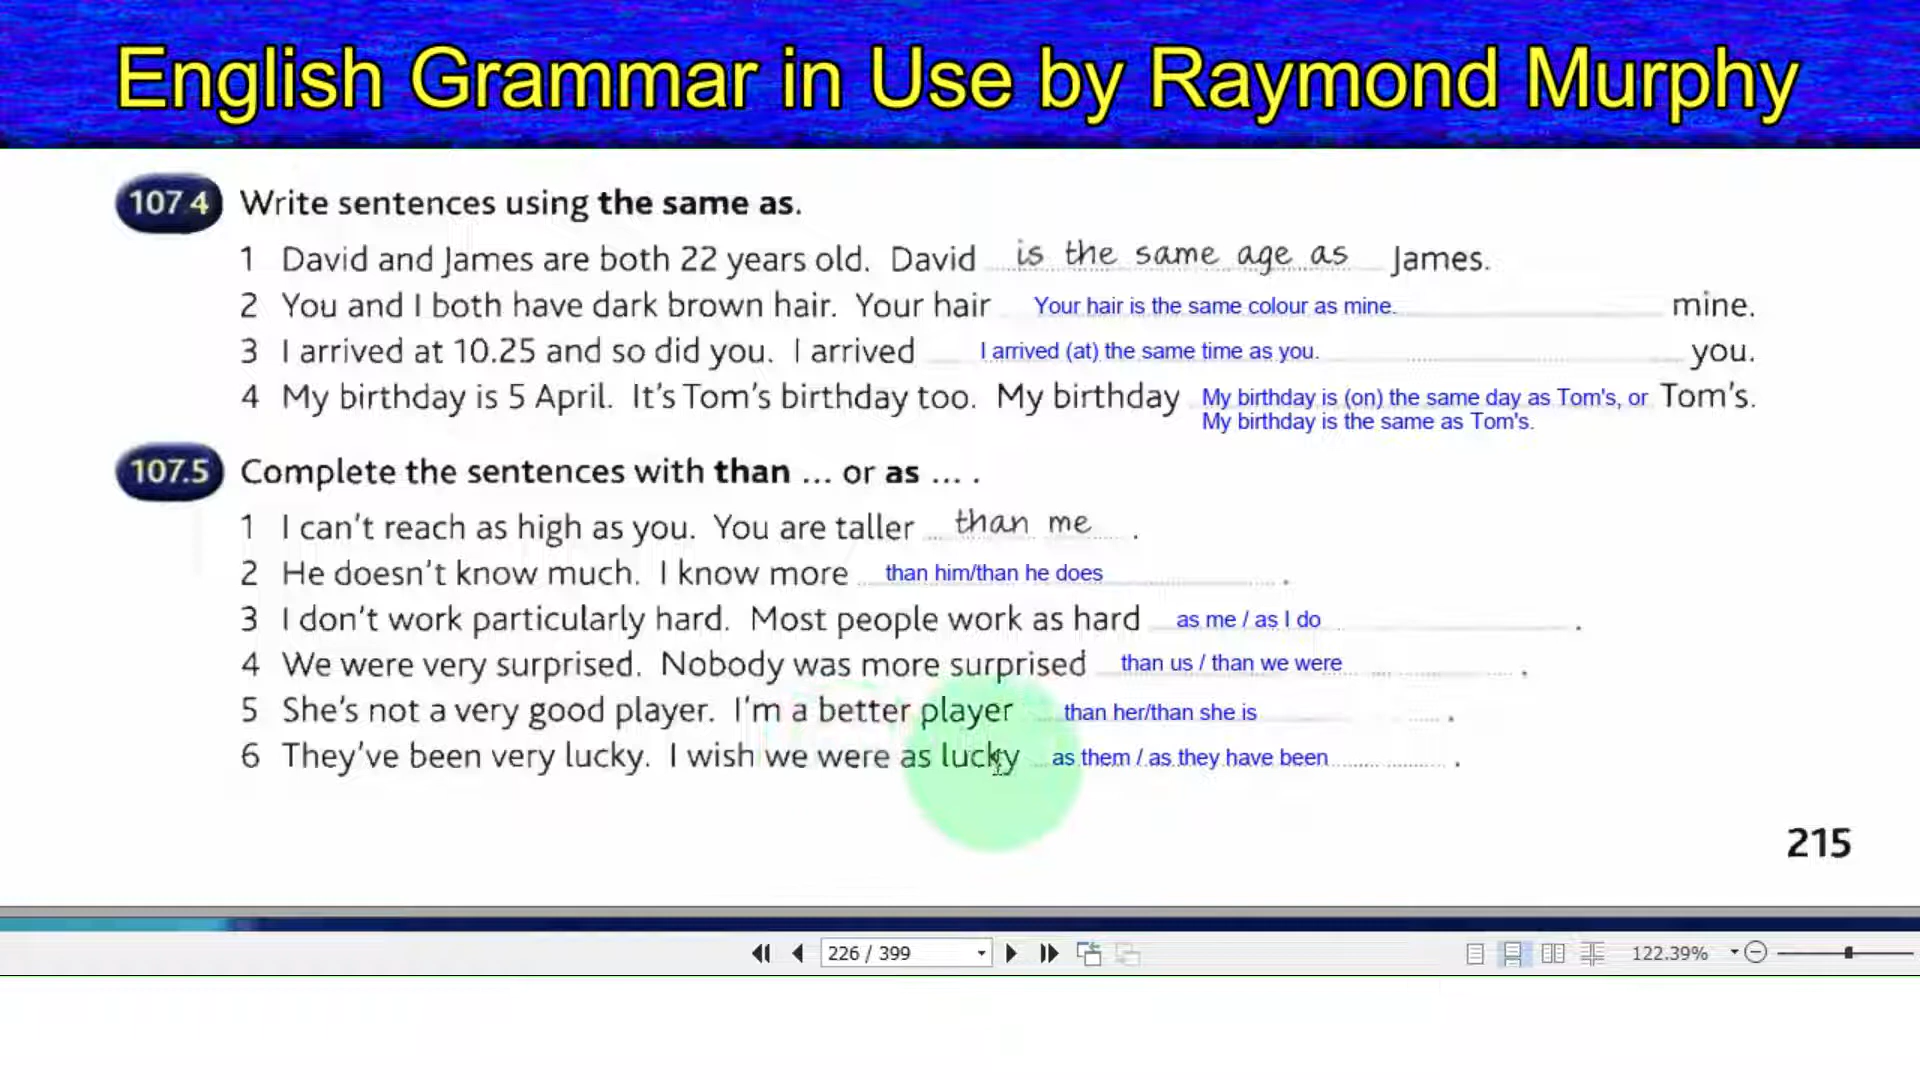 English Grammar in Use by Raymond Murphy
107.4 Write sentences using the same as.
1 David and James are both 22 years old. David is the same age as James.
2 You and I both have dark brown hair. Your hair Your hair is the same colour as mine. mine.
3 I arrived at 10.25 and so did you. I arrived I arrived (at) the same time as you. you.
4 My birthday is 5 April. It's Tom's birthday too. My birthday My birthday is (on) the same day as Tom's, or Tom's.
My birthday is the same as Tom's.
107.5 Complete the sentences with than ... or as ... .
1 I can't reach as high as you. You are taller than me .
2 He doesn't know much. I know more than him/than he does .
3 I don't work particularly hard. Most people work as hard as me / as I do .
4 We were very surprised. Nobody was more surprised than us / than we were .
5 She's not a very good player. I'm a better player than her/than she is .
6 They've been very lucky. I wish we were as lucky as them / as they have been .
215
226 / 399 122.39%